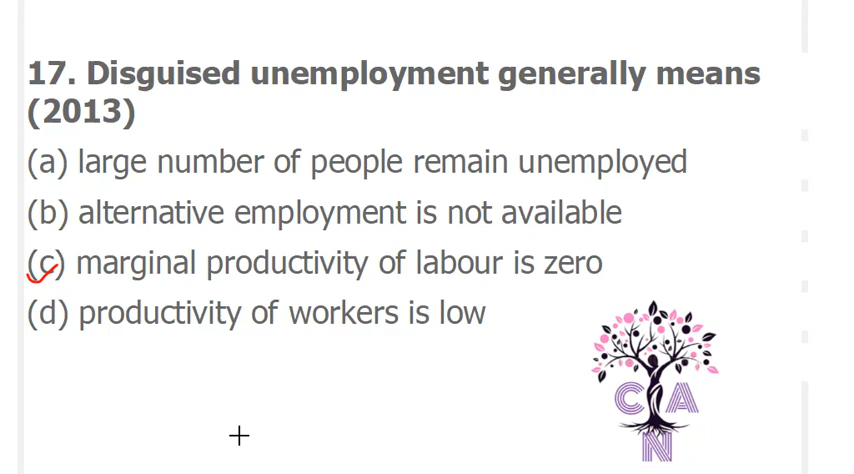 17. Disguised unemployment generally means
(2013)
(a) large number of people remain unemployed
(b) alternative employment is not available
(c) marginal productivity of labour is zero
(d) productivity of workers is low
C A
N